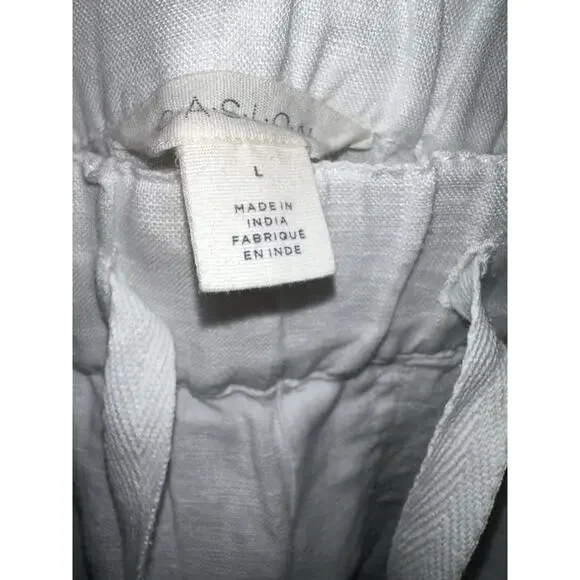 C.A.S.L.O.N
L
MADE IN
INDIA
FABRIQUÉ
EN INDE